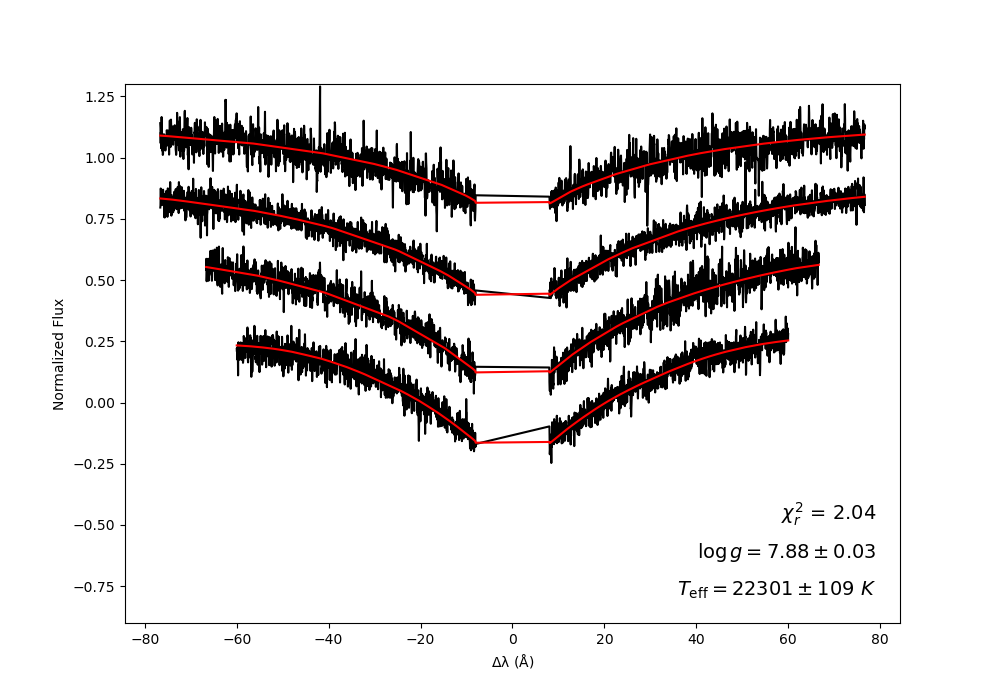 1.25
1.00
0.75
0.50
0.25
0.00
−0.25
−0.50
−0.75
Normalized Flux
χ²ᵣ = 2.04
log g = 7.88 ± 0.03
T_eff = 22301 ± 109 K
−80 −60 −40 −20 0 20 40 60 80
Δλ (Å)